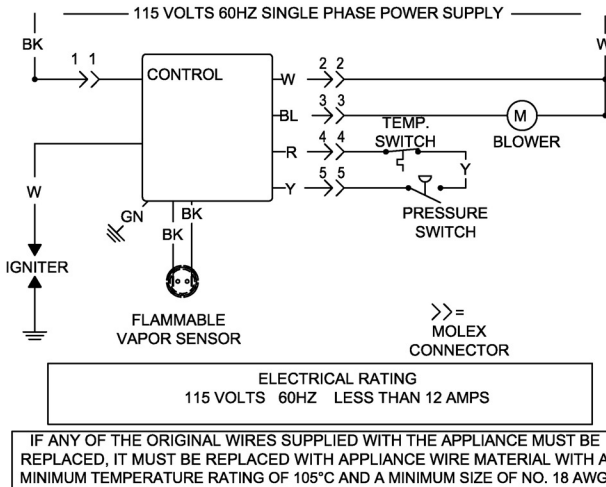 115 VOLTS 60HZ SINGLE PHASE POWER SUPPLY
BK
W
1 1
CONTROL
W
2 2
BL
3 3
M
BLOWER
TEMP.
SWITCH
R
4 4
Y
Y
5 5
PRESSURE
SWITCH
W
GN
BK
BK
IGNITER
FLAMMABLE
VAPOR SENSOR
>>=
MOLEX
CONNECTOR
ELECTRICAL RATING
115 VOLTS 60HZ LESS THAN 12 AMPS
IF ANY OF THE ORIGINAL WIRES SUPPLIED WITH THE APPLIANCE MUST BE
REPLACED, IT MUST BE REPLACED WITH APPLIANCE WIRE MATERIAL WITH A
MINIMUM TEMPERATURE RATING OF 105°C AND A MINIMUM SIZE OF NO. 18 AWG